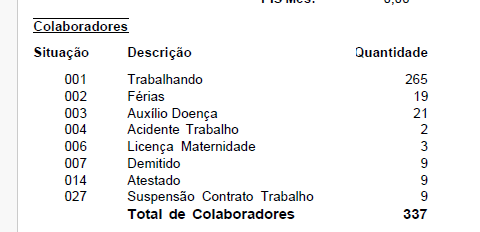 Colaboradores
Situação Descrição Quantidade
001 Trabalhando 265
002 Férias 19
003 Auxílio Doença 21
004 Acidente Trabalho 2
006 Licença Maternidade 3
007 Demitido 9
014 Atestado 9
027 Suspensão Contrato Trabalho 9
Total de Colaboradores 337